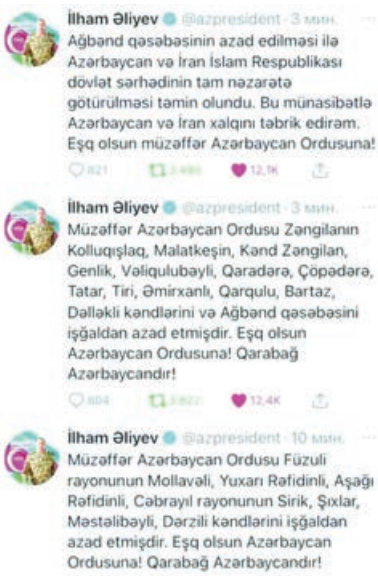 İlham Əliyev @azpresident · 3 мин.
Ağbənd qəsəbəsinin azad edilməsi ilə
Azərbaycan və İran İslam Respublikası
dövlət sərhədinin tam nəzarətə
götürülməsi təmin olundu. Bu münasibətlə
Azərbaycan və İran xalqını təbrik edirəm.
Eşq olsun müzəffər Azərbaycan Ordusuna!
821 12,1K
İlham Əliyev @azpresident · 3 мин.
Müzəffər Azərbaycan Ordusu Zəngilanın
Kolluqışlaq, Malatkeşin, Kənd Zəngilan,
Genlik, Vəliqulubəyli, Qaradərə, Çöpədərə,
Tatar, Tiri, Əmirxanlı, Qarqulu, Bartaz,
Dəlləkli kəndlərini və Ağbənd qəsəbəsini
işğaldan azad etmişdir. Eşq olsun
Azərbaycan Ordusuna! Qarabağ
Azərbaycandır!
12,4K
İlham Əliyev @azpresident · 10 мин.
Müzəffər Azərbaycan Ordusu Füzuli
rayonunun Mollavəli, Yuxarı Rəfidinli, Aşağı
Rəfidinli, Cəbrayıl rayonunun Sirik, Şıxlar,
Məstəlibəyli, Dərzili kəndlərini işğaldan
azad etmişdir. Eşq olsun Azərbaycan
Ordusuna! Qarabağ Azərbaycandır!